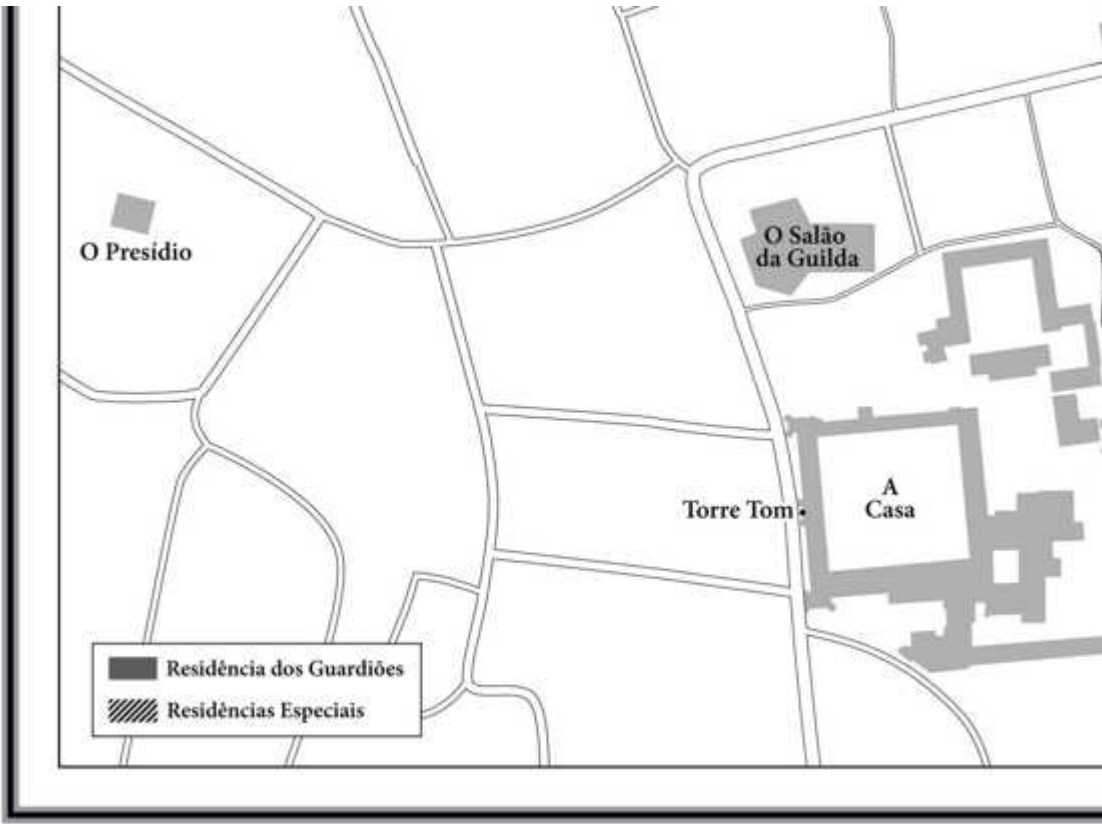 O Presídio
O Salão
da Guilda
Torre Tom
A
Casa
Residência dos Guardiões
Residências Especiais